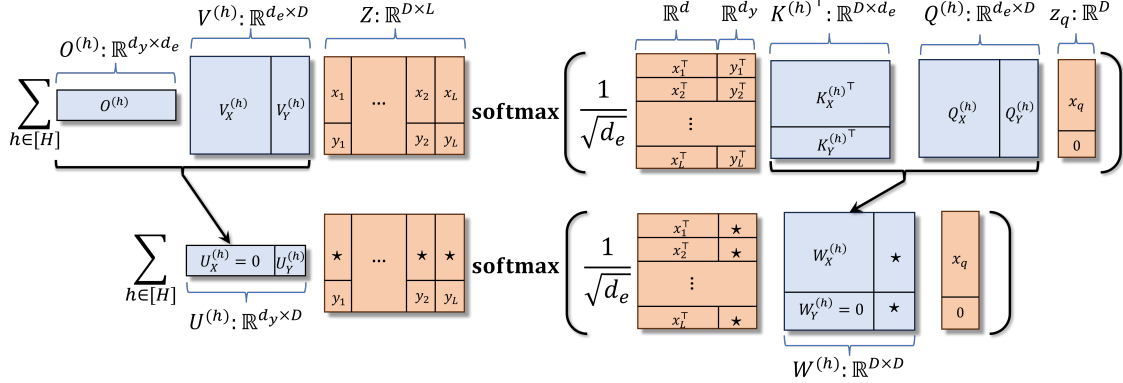 O^{(h)}: ℝ^{d_y×d_e}
V^{(h)}: ℝ^{d_e×D}
Z: ℝ^{D×L}
ℝ^d
ℝ^{d_y}
K^{(h)⊤}: ℝ^{D×d_e}
Q^{(h)}: ℝ^{d_e×D}
z_q: ℝ^D
∑_{h∈[H]}
O^{(h)}
V_X^{(h)}
V_Y^{(h)}
x_1 ... x_2 x_L
y_1 y_2 y_L
softmax
( 1/√d_e
x_1^⊤ y_1^⊤
x_2^⊤ y_2^⊤
⋮
x_L^⊤ y_L^⊤
K_X^{(h)⊤}
K_Y^{(h)⊤}
Q_X^{(h)} Q_Y^{(h)}
x_q
0
)
∑_{h∈[H]}
U_X^{(h)} = 0 U_Y^{(h)}
U^{(h)}: ℝ^{d_y×D}
★ ... ★ ★
y_1 y_2 y_L
softmax
( 1/√d_e
x_1^⊤ ★
x_2^⊤ ★
⋮
x_L^⊤ ★
W_X^{(h)} ★
W_Y^{(h)} = 0 ★
x_q
0
)
W^{(h)}: ℝ^{D×D}